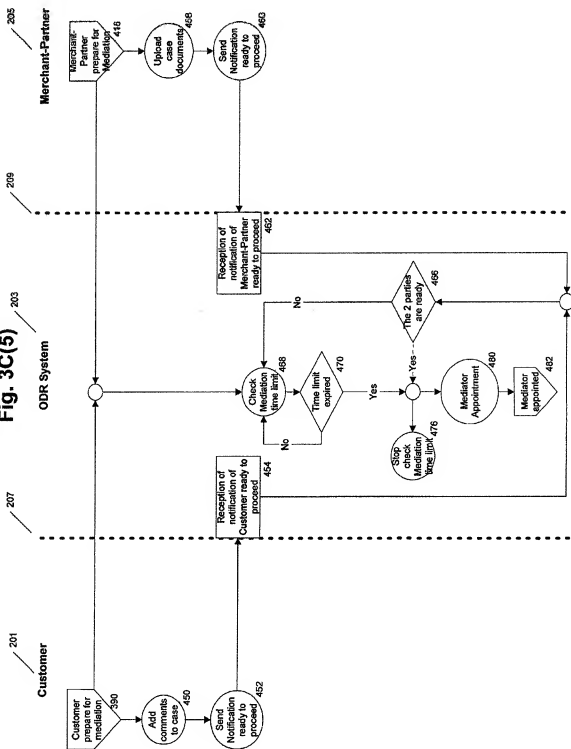 Fig. 3C(5)
201
207
203
209
205
Customer
ODR System
Merchant-Partner
Customer
prepare for
mediation
390
Add
comments
to case
450
Send
Notification
ready to
proceed
452
Reception of
notification of
Customer ready to
proceed
454
Check
Mediation
time limit
468
No
Time limit
expired
470
Yes
Stop
check
Mediation
time limit
476
Yes
The 2 parties
are ready
466
No
Mediator
Appointment
480
Mediator
appointed
482
Reception of
notification of
Merchant-Partner
ready to proceed
462
Merchant-
Partner
prepare for
Mediation
416
Upload
case
documents
458
Send
Notification
ready to
proceed
460